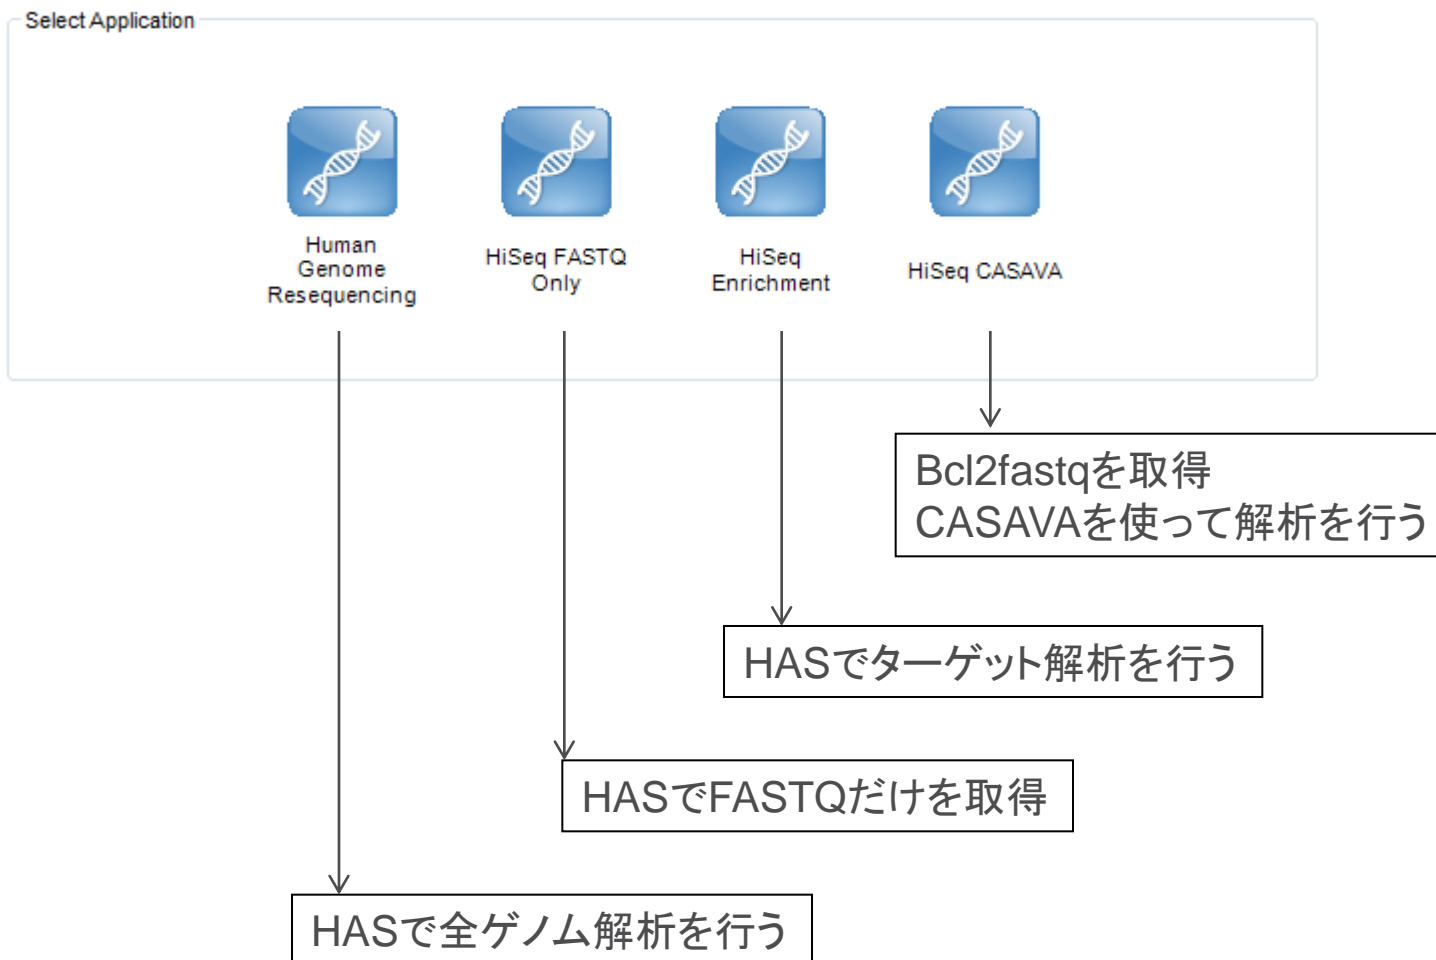 Select Application
Human
Genome
Resequencing
HiSeq FASTQ
Only
HiSeq
Enrichment
HiSeq CASAVA
Bcl2fastqを取得
CASAVAを使って解析を行う
HASでターゲット解析を行う
HASでFASTQだけを取得
HASで全ゲノム解析を行う